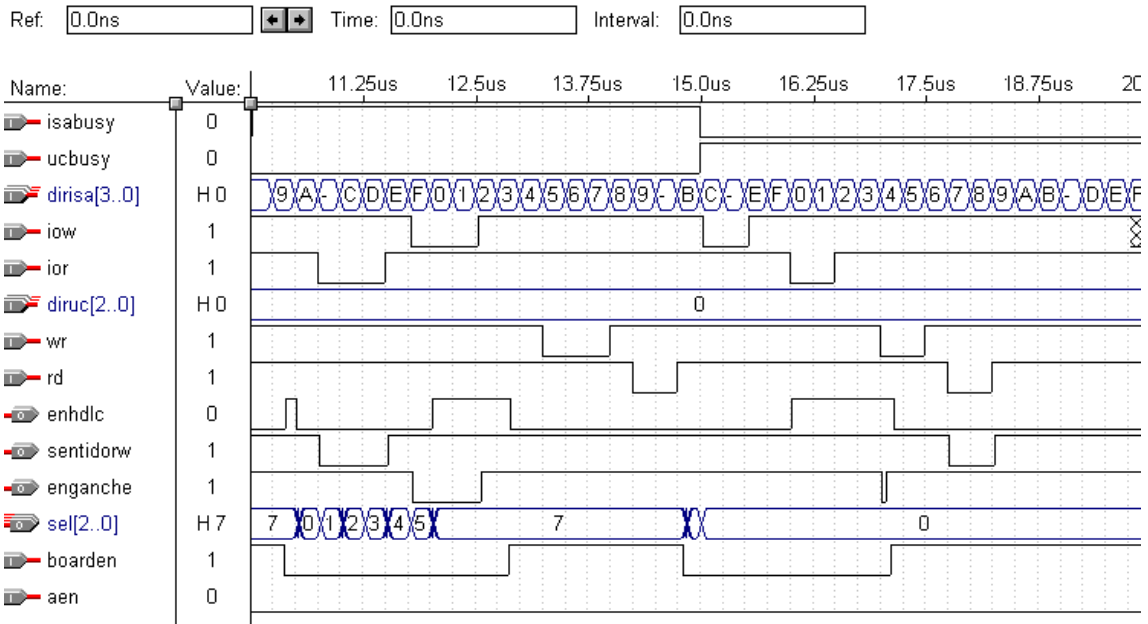 Ref: 0.0ns Time: 0.0ns Interval: 0.0ns
Name: Value: 11.25us 12.5us 13.75us 15.0us 16.25us 17.5us 18.75us 20
isabusy 0
ucbusy 0
dirisa[3..0] H 0 9 A - C D E F 0 1 2 3 4 5 6 7 8 9 - B C - E F 0 1 2 3 4 5 6 7 8 9 A B - D E F
iow 1
ior 1
diruc[2..0] H 0 0
wr 1
rd 1
enhdlc 0
sentidorw 1
enganche 1
sel[2..0] H 7 7 0 1 2 3 4 5 7 0
boarden 1
aen 0